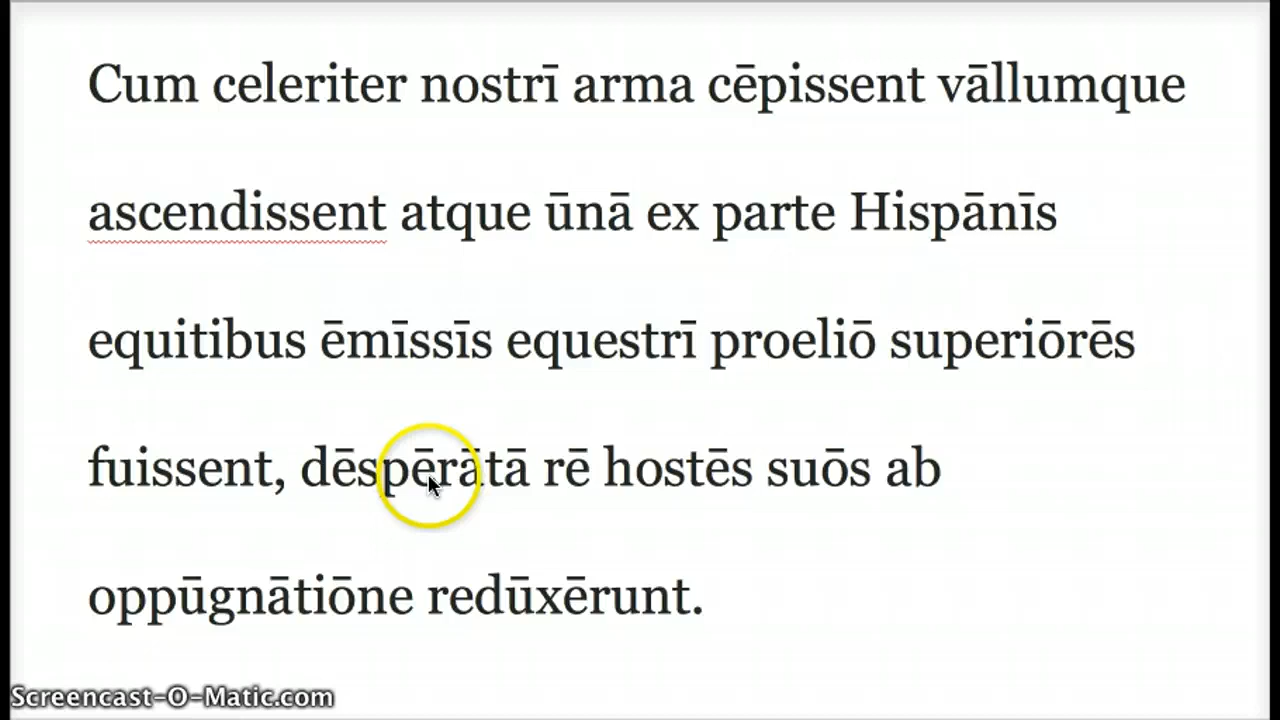 Cum celeriter nostrī arma cēpissent vāllumque
ascendissent atque ūnā ex parte Hispānīs
equitibus ēmīssīs equestrī proeliō superiōrēs
fuissent, dēspērātā rē hostēs suōs ab
oppūgnātiōne redūxērunt.
Screencast-O-Matic.com